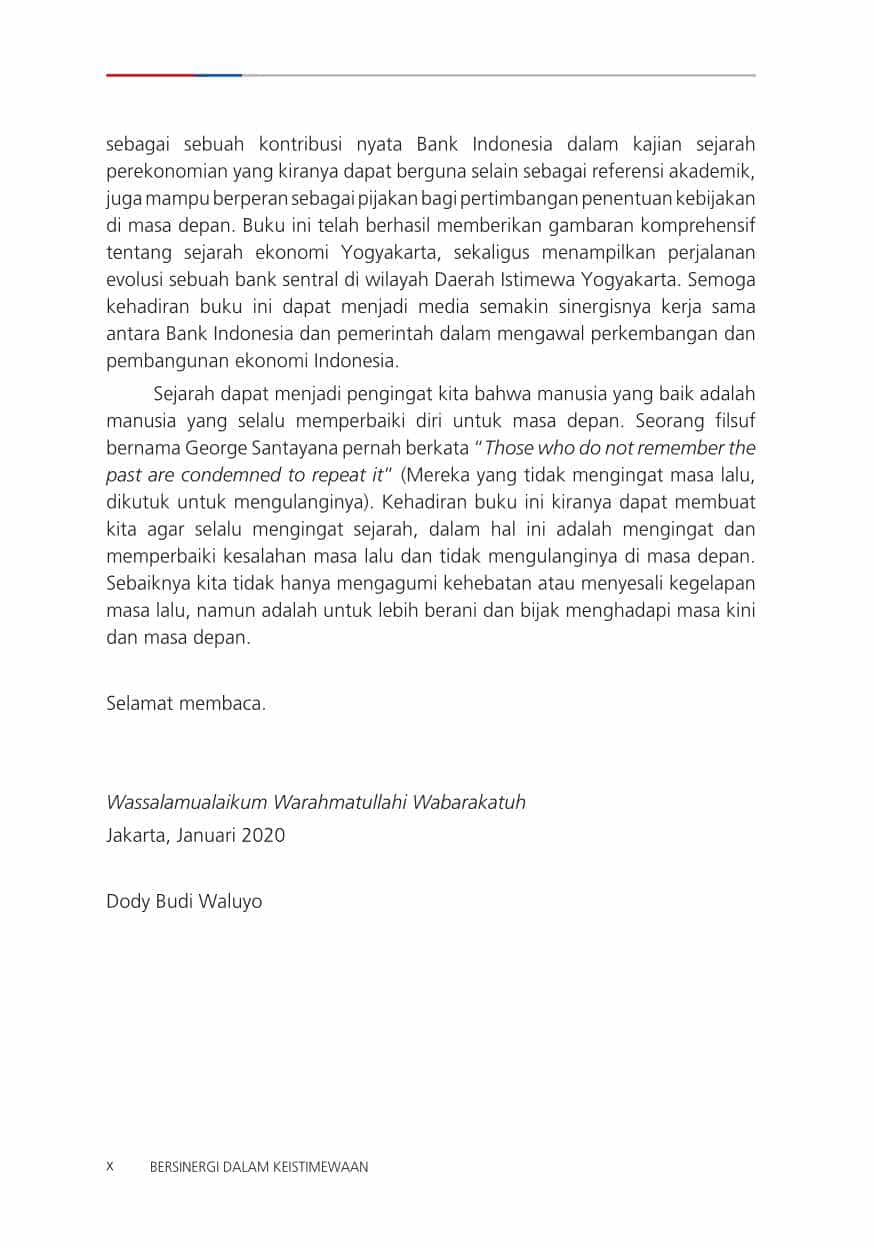 sebagai sebuah kontribusi nyata Bank Indonesia dalam kajian sejarah
perekonomian yang kiranya dapat berguna selain sebagai referensi akademik,
juga mampu berperan sebagai pijakan bagi pertimbangan penentuan kebijakan
di masa depan. Buku ini telah berhasil memberikan gambaran komprehensif
tentang sejarah ekonomi Yogyakarta, sekaligus menampilkan perjalanan
evolusi sebuah bank sentral di wilayah Daerah Istimewa Yogyakarta. Semoga
kehadiran buku ini dapat menjadi media semakin sinergisnya kerja sama
antara Bank Indonesia dan pemerintah dalam mengawal perkembangan dan
pembangunan ekonomi Indonesia.
Sejarah dapat menjadi pengingat kita bahwa manusia yang baik adalah
manusia yang selalu memperbaiki diri untuk masa depan. Seorang filsuf
bernama George Santayana pernah berkata “Those who do not remember the
past are condemned to repeat it” (Mereka yang tidak mengingat masa lalu,
dikutuk untuk mengulanginya). Kehadiran buku ini kiranya dapat membuat
kita agar selalu mengingat sejarah, dalam hal ini adalah mengingat dan
memperbaiki kesalahan masa lalu dan tidak mengulanginya di masa depan.
Sebaiknya kita tidak hanya mengagumi kehebatan atau menyesali kegelapan
masa lalu, namun adalah untuk lebih berani dan bijak menghadapi masa kini
dan masa depan.
Selamat membaca.
Wassalamualaikum Warahmatullahi Wabarakatuh
Jakarta, Januari 2020
Dody Budi Waluyo
x BERSINERGI DALAM KEISTIMEWAAN